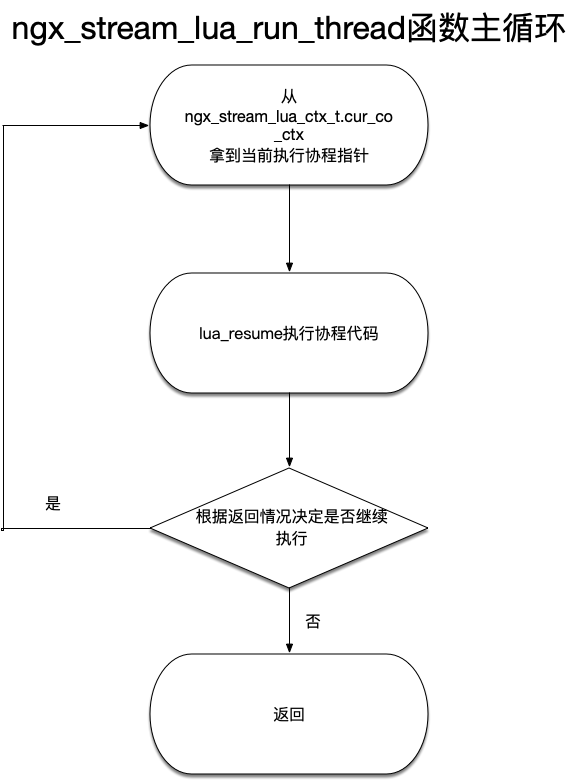 ngx_stream_lua_run_thread函数主循环
从
ngx_stream_lua_ctx_t.cur_co
_ctx
拿到当前执行协程指针
lua_resume执行协程代码
是
根据返回情况决定是否继续
执行
否
返回